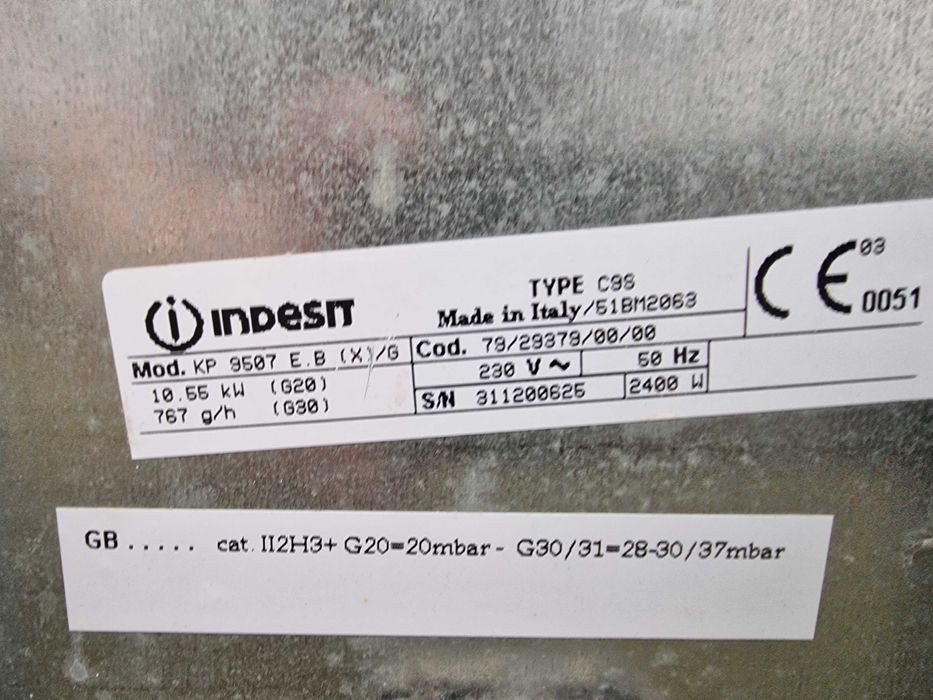 INDESIT
TYPE C9S
Made in Italy/51BM2063
CE 03
0051
Mod. KP 9507 E.B (X)/G
Cod. 79/29379/00/00
10.55 kW (G20)
767 g/h (G30)
230 V ~ 50 Hz
S/N 311200625 2400 W
GB ..... cat. II2H3+ G20=20mbar - G30/31=28-30/37mbar